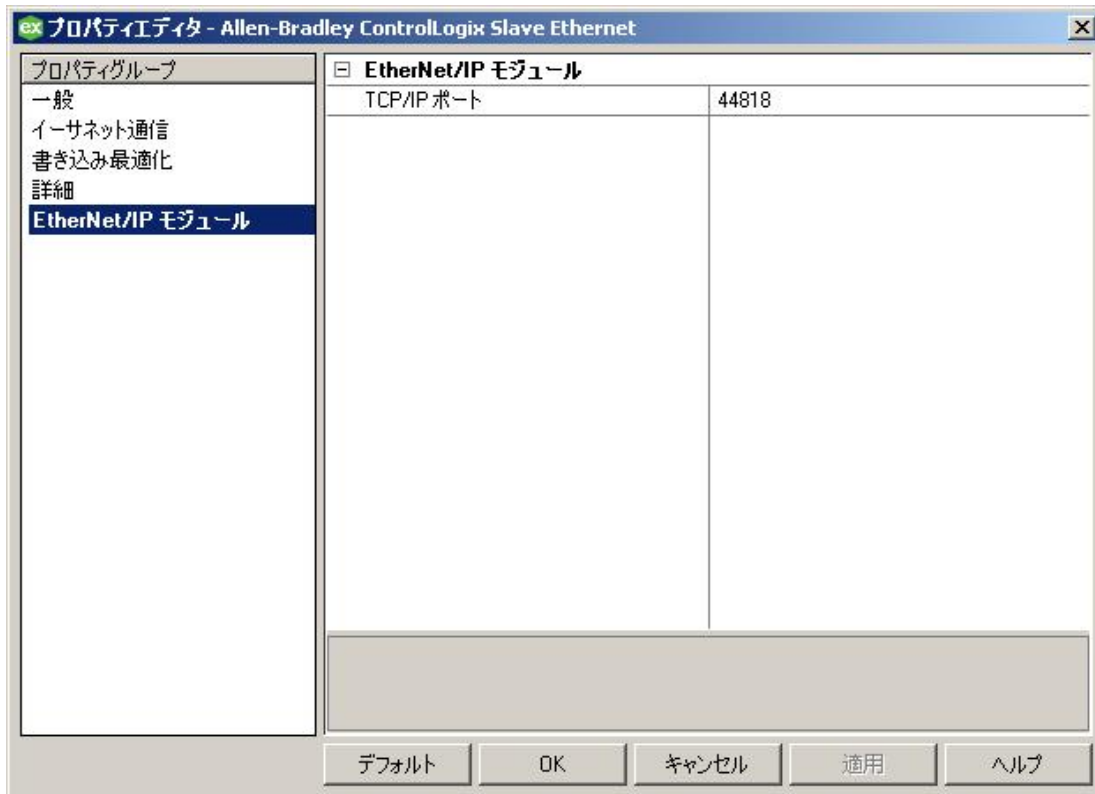 ex プロパティエディタ - Allen-Bradley ControlLogix Slave Ethernet
プロパティグループ
一般
イーサネット通信
書き込み最適化
詳細
EtherNet/IP モジュール
EtherNet/IP モジュール
TCP/IP ポート 44818
デフォルト OK キャンセル 適用 ヘルプ